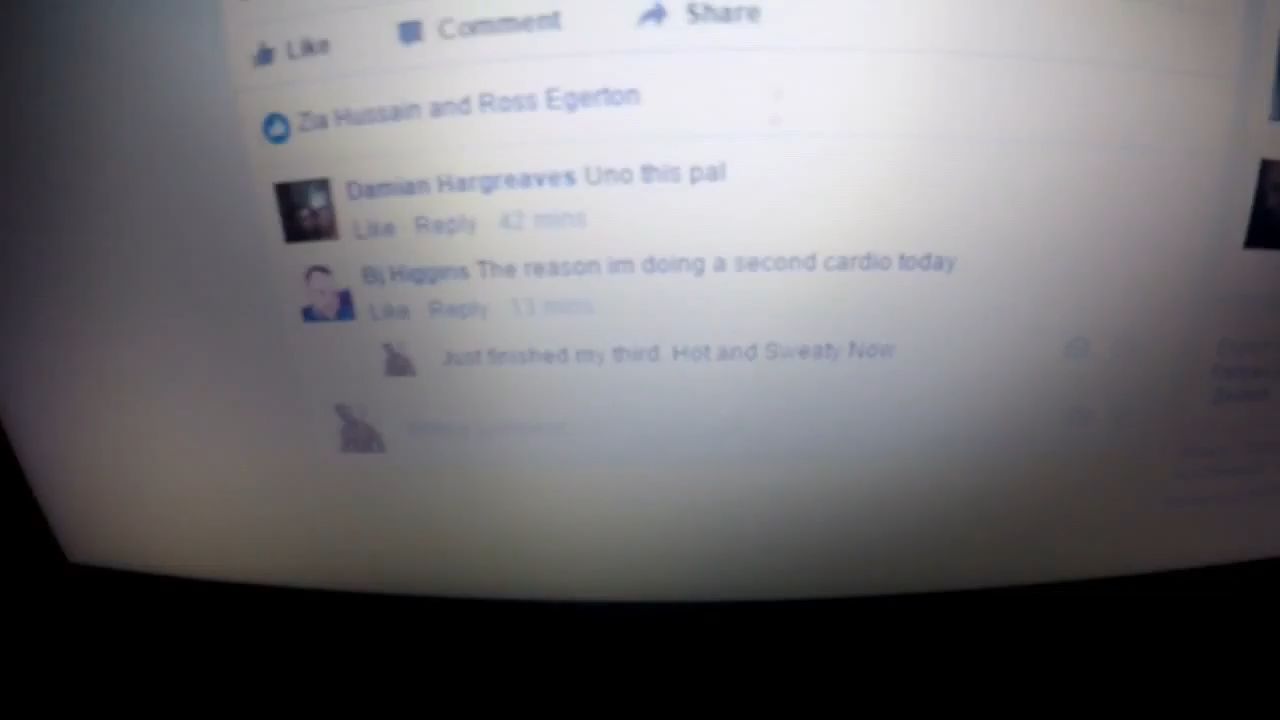 Like Comment Share
Zia Hussain and Ross Egerton
Damian Hargreaves Uno this pal
Like Reply 42 mins
Bj Higgins The reason im doing a second cardio today
Like Reply 13 mins
Just finished my third. Hot and Sweaty Now